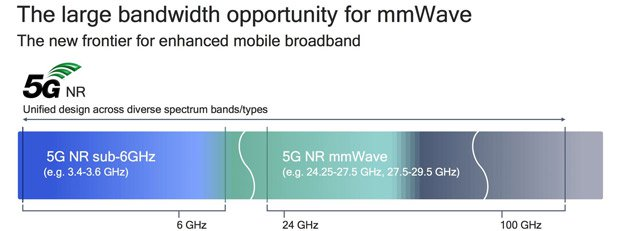 The large bandwidth opportunity for mmWave
The new frontier for enhanced mobile broadband
5G NR
Unified design across diverse spectrum bands/types
5G NR sub-6GHz
(e.g. 3.4-3.6 GHz)
5G NR mmWave
(e.g. 24.25-27.5 GHz, 27.5-29.5 GHz)
6 GHz
24 GHz
100 GHz